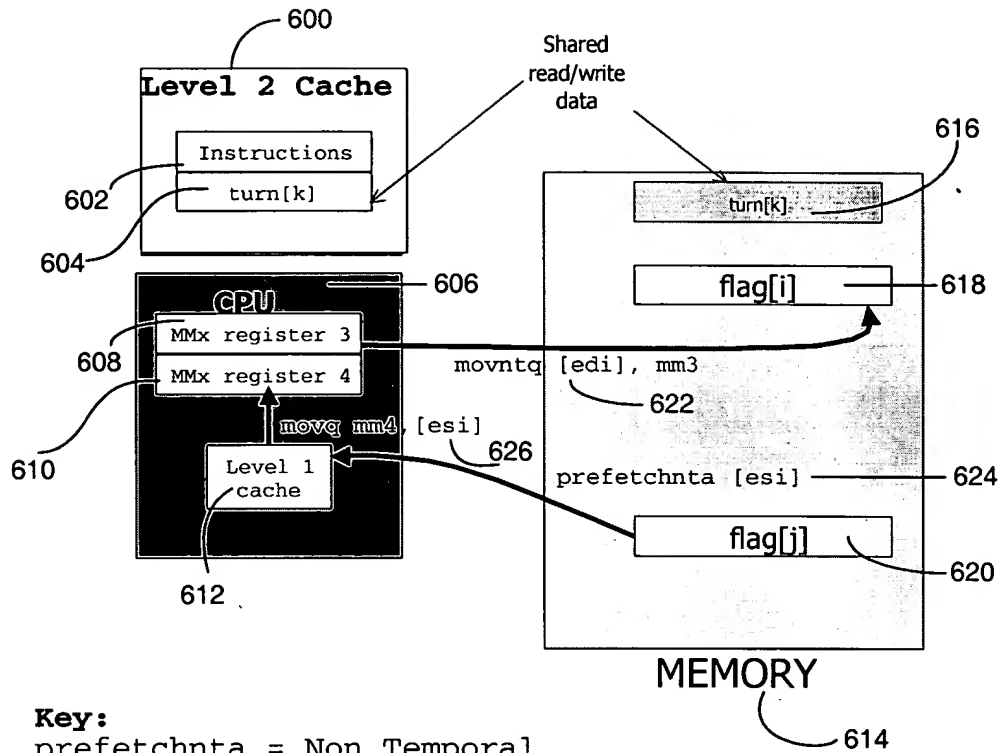 600
Level 2 Cache
Shared
read/write
data
Instructions
turn[k]
602
604
616
turn[k]
CPU
606
MMx register 3
608
MMx register 4
610
flag[i]
618
movntq [edi], mm3
622
movq mm4, [esi]
626
Level 1
cache
612
prefetchnta [esi]
624
flag[j]
620
MEMORY
614
Key:
prefetchnta = Non Temporal